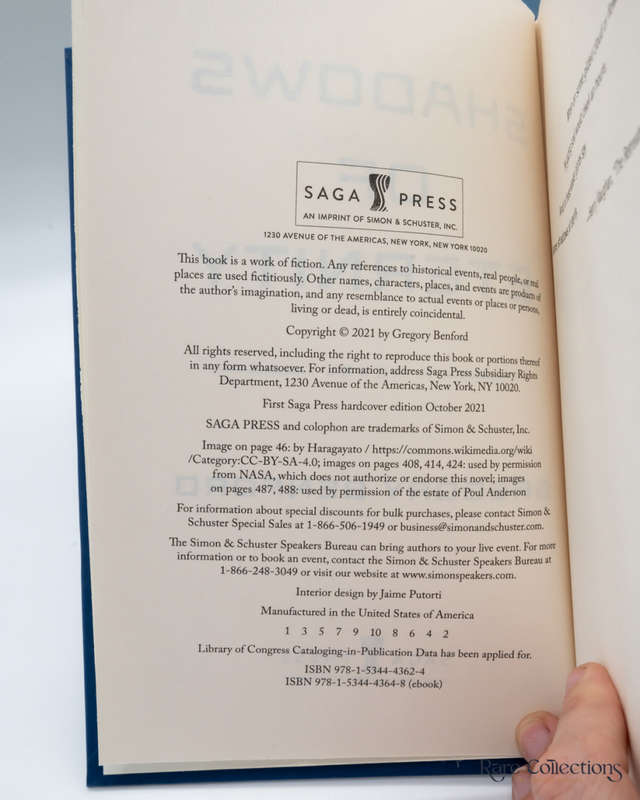 SAGA PRESS
AN IMPRINT OF SIMON & SCHUSTER, INC.
1230 AVENUE OF THE AMERICAS, NEW YORK, NEW YORK 10020
This book is a work of fiction. Any references to historical events, real people, or real
places are used fictitiously. Other names, characters, places, and events are products of
the author's imagination, and any resemblance to actual events or places or persons,
living or dead, is entirely coincidental.
Copyright © 2021 by Gregory Benford
All rights reserved, including the right to reproduce this book or portions thereof
in any form whatsoever. For information, address Saga Press Subsidiary Rights
Department, 1230 Avenue of the Americas, New York, NY 10020.
First Saga Press hardcover edition October 2021
SAGA PRESS and colophon are trademarks of Simon & Schuster, Inc.
Image on page 46: by Haragayato / https://commons.wikimedia.org/wiki
/Category:CC-BY-SA-4.0; images on pages 408, 414, 424: used by permission
from NASA, which does not authorize or endorse this novel; images
on pages 487, 488: used by permission of the estate of Poul Anderson
For information about special discounts for bulk purchases, please contact Simon &
Schuster Special Sales at 1-866-506-1949 or business@simonandschuster.com.
The Simon & Schuster Speakers Bureau can bring authors to your live event. For more
information or to book an event, contact the Simon & Schuster Speakers Bureau at
1-866-248-3049 or visit our website at www.simonspeakers.com.
Interior design by Jaime Putorti
Manufactured in the United States of America
1 3 5 7 9 10 8 6 4 2
Library of Congress Cataloging-in-Publication Data has been applied for.
ISBN 978-1-5344-4362-4
ISBN 978-1-5344-4364-8 (ebook)
SHADOWS
OF
Rare Collections